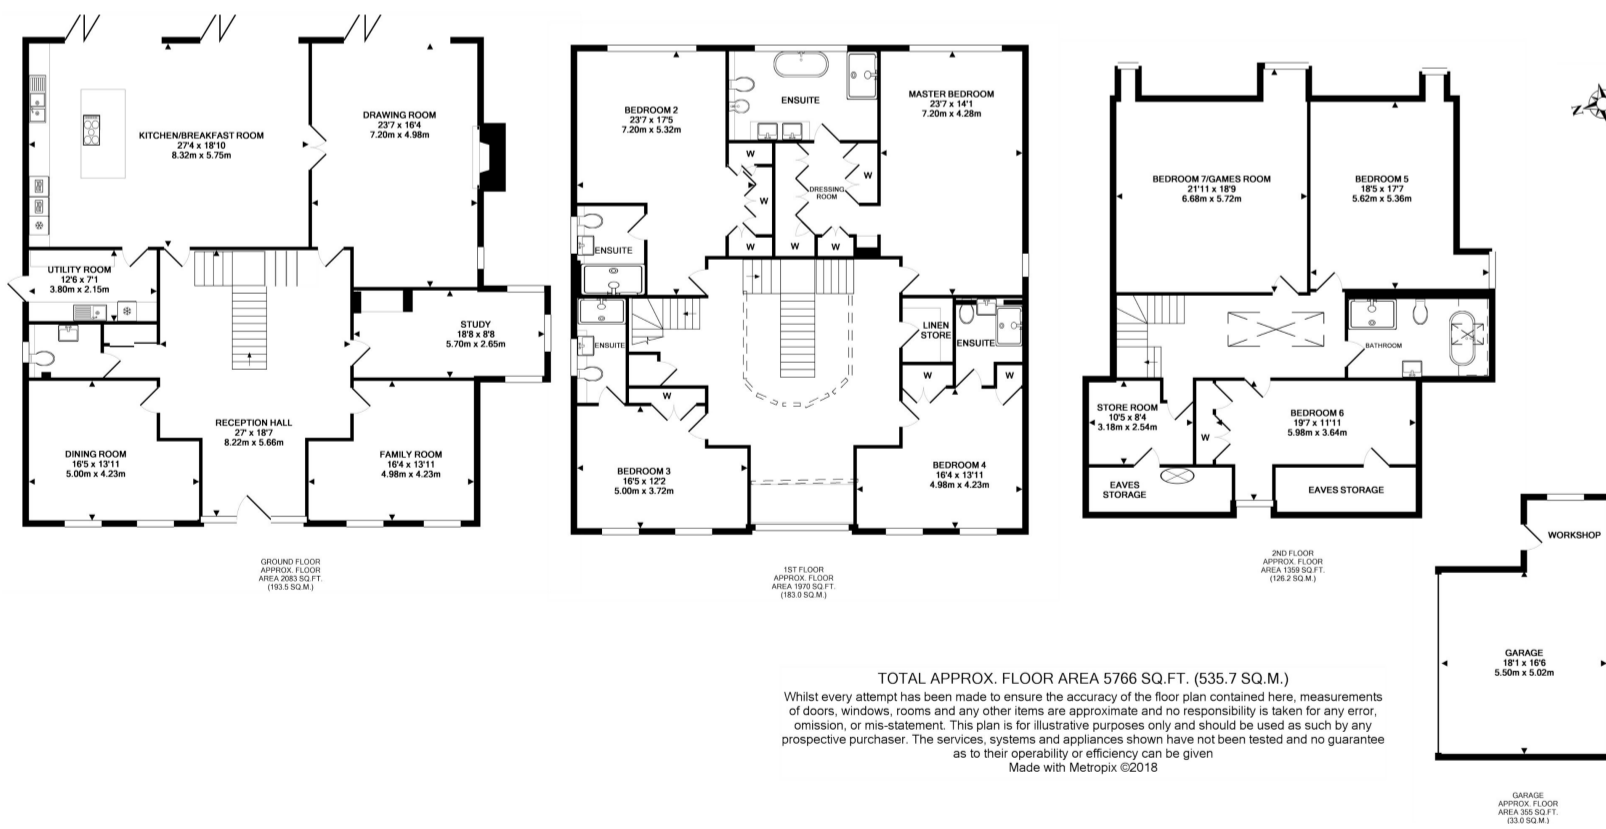 KITCHEN/BREAKFAST ROOM
27'4 x 18'10
8.32m x 5.75m
DRAWING ROOM
23'7 x 16'4
7.20m x 4.98m
UTILITY ROOM
12'6 x 7'1
3.80m x 2.15m
STUDY
18'8 x 8'8
5.70m x 2.65m
RECEPTION HALL
27' x 18'7
8.22m x 5.66m
DINING ROOM
16'5 x 13'11
5.00m x 4.23m
FAMILY ROOM
16'4 x 13'11
4.98m x 4.23m
GROUND FLOOR
APPROX. FLOOR
AREA 2083 SQ.FT.
(193.5 SQ.M.)
BEDROOM 2
23'7 x 17'5
7.20m x 5.32m
ENSUITE
MASTER BEDROOM
23'7 x 14'1
7.20m x 4.28m
W
W
W
DRESSING
ROOM
W
W
W
ENSUITE
ENSUITE
LINEN
STORE
ENSUITE
W
W
W
BEDROOM 3
16'5 x 12'2
5.00m x 3.72m
BEDROOM 4
16'4 x 13'11
4.98m x 4.23m
1ST FLOOR
APPROX. FLOOR
AREA 1970 SQ.FT.
(183.0 SQ.M.)
BEDROOM 7/GAMES ROOM
21'11 x 18'9
6.68m x 5.72m
BEDROOM 5
18'5 x 17'7
5.62m x 5.36m
BATHROOM
STORE ROOM
10'5 x 8'4
3.18m x 2.54m
W
BEDROOM 6
19'7 x 11'11
5.98m x 3.64m
EAVES
STORAGE
EAVES STORAGE
2ND FLOOR
APPROX. FLOOR
AREA 1359 SQ.FT.
(126.2 SQ.M.)
N
WORKSHOP
GARAGE
18'1 x 16'6
5.50m x 5.02m
GARAGE
APPROX. FLOOR
AREA 355 SQ.FT.
(33.0 SQ.M.)
TOTAL APPROX. FLOOR AREA 5766 SQ.FT. (535.7 SQ.M.)
Whilst every attempt has been made to ensure the accuracy of the floor plan contained here, measurements
of doors, windows, rooms and any other items are approximate and no responsibility is taken for any error,
omission, or mis-statement. This plan is for illustrative purposes only and should be used as such by any
prospective purchaser. The services, systems and appliances shown have not been tested and no guarantee
as to their operability or efficiency can be given
Made with Metropix ©2018